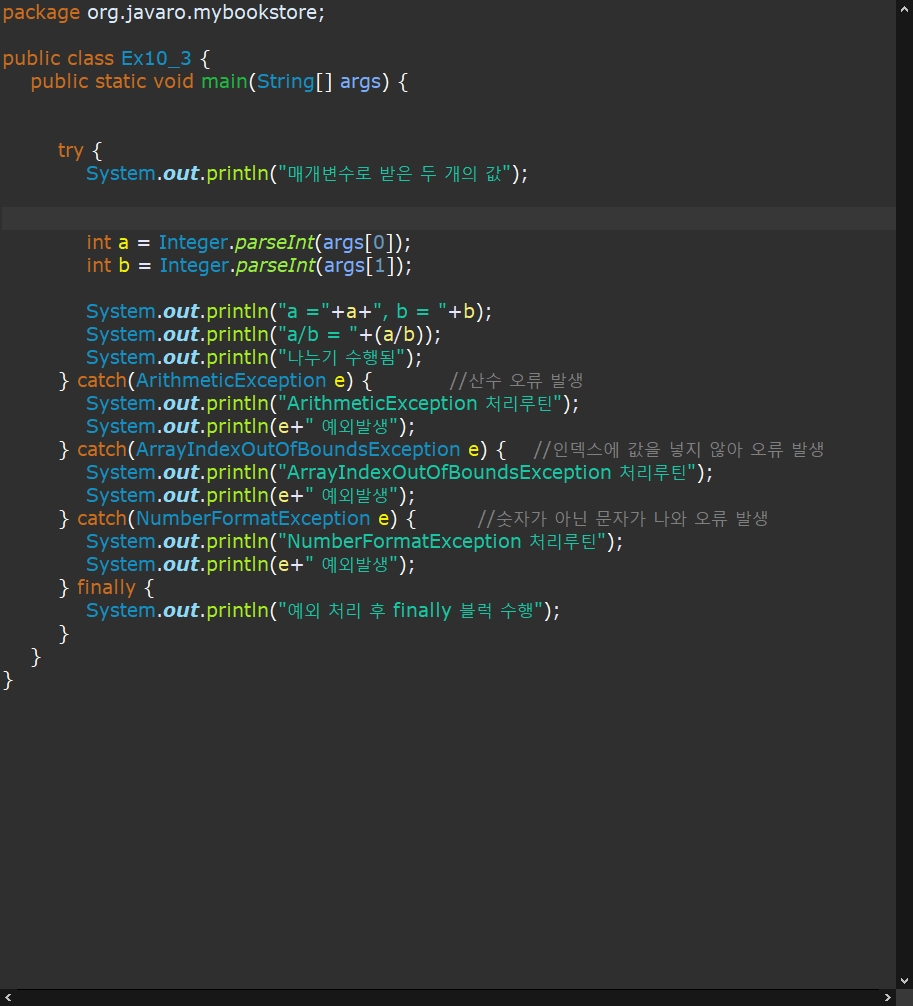 package org.javaro.mybookstore;
public class Ex10_3 {
public static void main(String[] args) {
try {
System.out.println("매개변수로 받은 두 개의 값");
int a = Integer.parseInt(args[0]);
int b = Integer.parseInt(args[1]);
System.out.println("a ="+a+", b = "+b);
System.out.println("a/b = "+(a/b));
System.out.println("나누기 수행됨");
} catch(ArithmeticException e) { //산수 오류 발생
System.out.println("ArithmeticException 처리루틴");
System.out.println(e+" 예외발생");
} catch(ArrayIndexOutOfBoundsException e) { //인덱스에 값을 넣지 않아 오류 발생
System.out.println("ArrayIndexOutOfBoundsException 처리루틴");
System.out.println(e+" 예외발생");
} catch(NumberFormatException e) { //숫자가 아닌 문자가 나와 오류 발생
System.out.println("NumberFormatException 처리루틴");
System.out.println(e+" 예외발생");
} finally {
System.out.println("예외 처리 후 finally 블럭 수행");
}
}
}